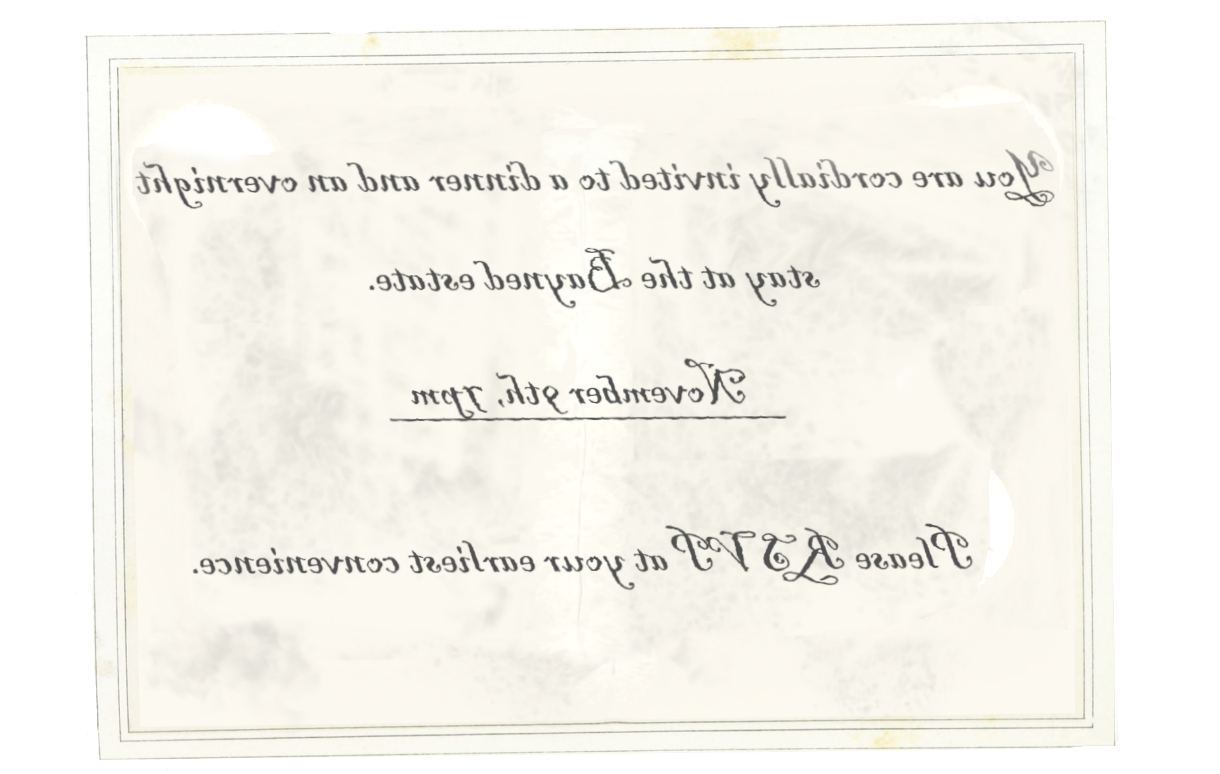 You are cordially invited to a dinner and an overnight
stay at the Bayned estate.
November 9th, 7pm
Please RSVP at your earliest convenience.